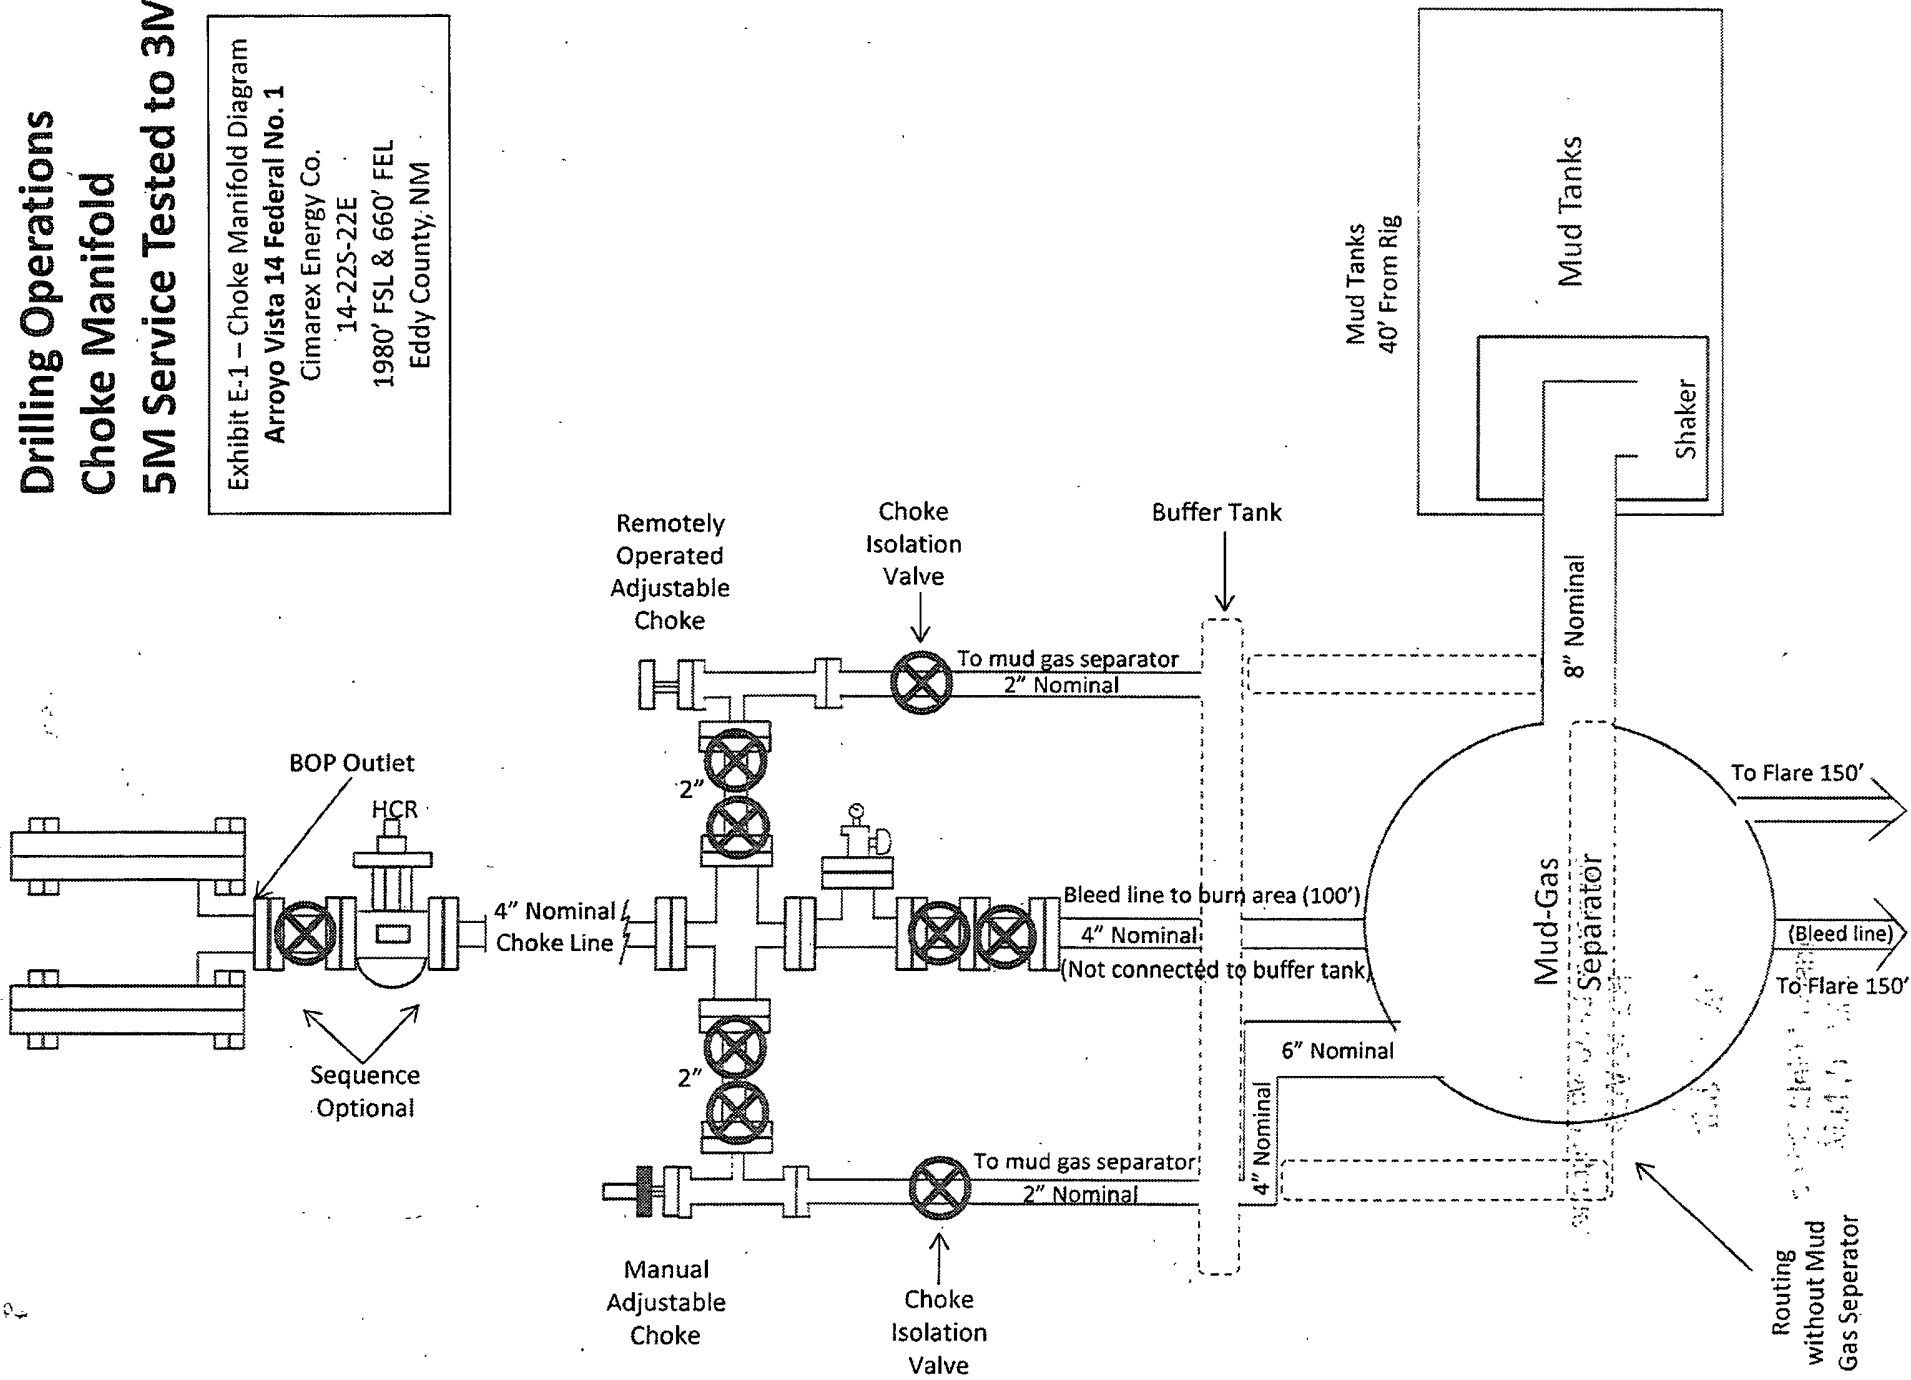 Drilling Operations
Choke Manifold
5M Service Tested to 3M
Exhibit E-1 – Choke Manifold Diagram
Arroyo Vista 14 Federal No. 1
Cimarex Energy Co.
14-22S-22E
1980' FSL & 660' FEL
Eddy County, NM
Mud Tanks
40' From Rig
Mud Tanks
Shaker
8" Nominal
Remotely
Operated
Adjustable
Choke
Choke
Isolation
Valve
Buffer Tank
To mud gas separator
2" Nominal
BOP Outlet
HCR
2"
4" Nominal
Choke Line
Bleed line to burn area (100')
4" Nominal
(Not connected to buffer tank)
Mud-Gas
Separator
To Flare 150'
(Bleed line)
To Flare 150'
6" Nominal
4" Nominal
Sequence
Optional
2"
To mud gas separator
2" Nominal
Manual
Adjustable
Choke
Choke
Isolation
Valve
Routing
without Mud
Gas Seperator